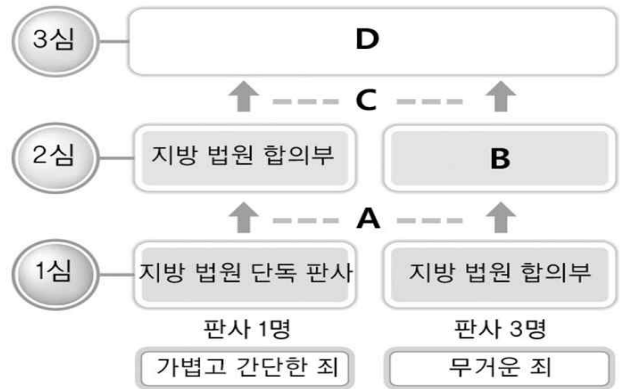 3심
D
C
2심
지방 법원 합의부
B
A
1심
지방 법원 단독 판사
지방 법원 합의부
판사 1명
판사 3명
가볍고 간단한 죄
무거운 죄